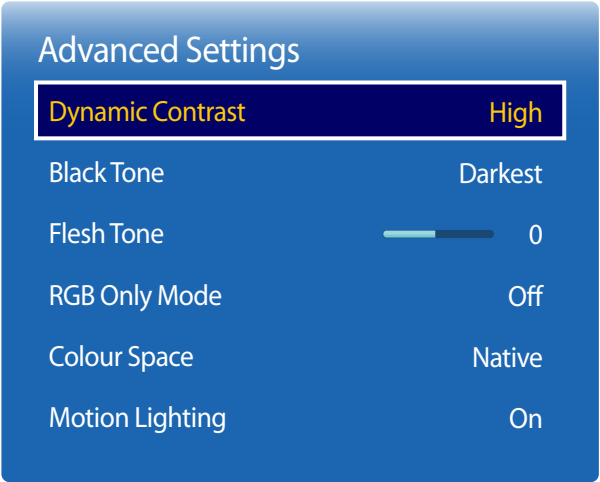 Advanced Settings
Dynamic Contrast High
Black Tone Darkest
Flesh Tone 0
RGB Only Mode Off
Colour Space Native
Motion Lighting On